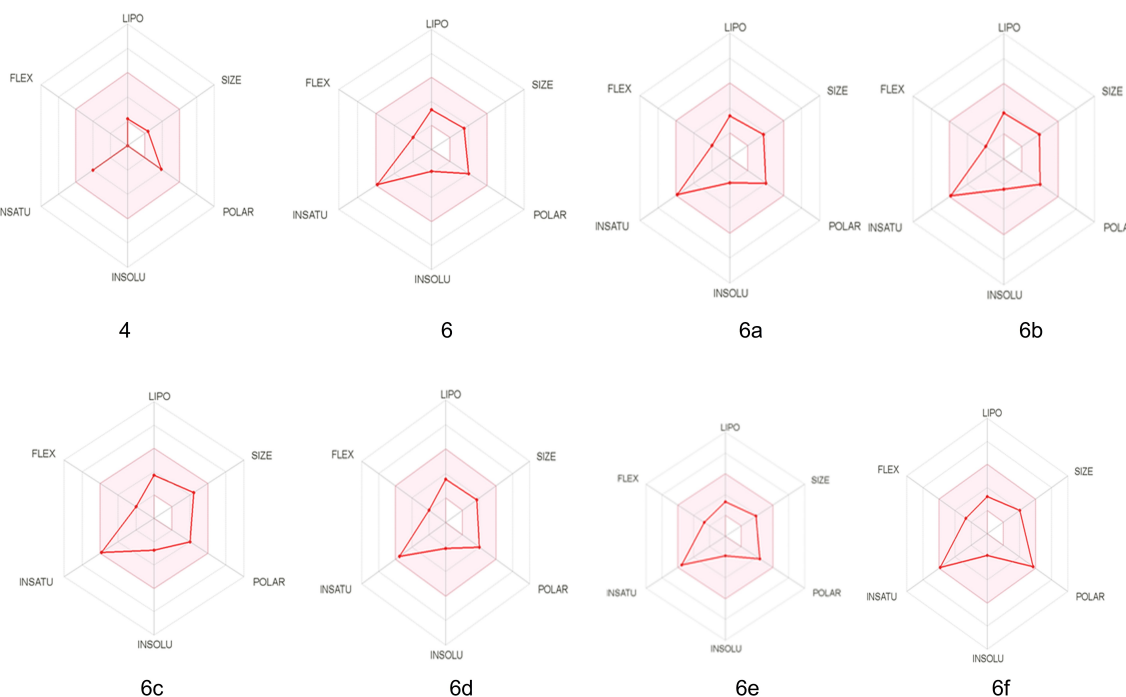 LIPO
FLEX
SIZE
NSATU
POLAR
INSOLU
4
LIPO
FLEX
SIZE
INSATU
POLAR
INSOLU
6
LIPO
FLEX
SIZE
INSATU
POLAR
INSOLU
6a
LIPO
FLEX
SIZE
INSATU
POLA
INSOLU
6b
LIPO
FLEX
SIZE
INSATU
POLAR
INSOLU
6c
LIPO
FLEX
SIZE
INSATU
POLAR
INSOLU
6d
LIPO
FLEX
SIZE
INSATU
POLAR
INSOLU
6e
LIPO
FLEX
SIZE
INSATU
POLAR
INSOLU
6f